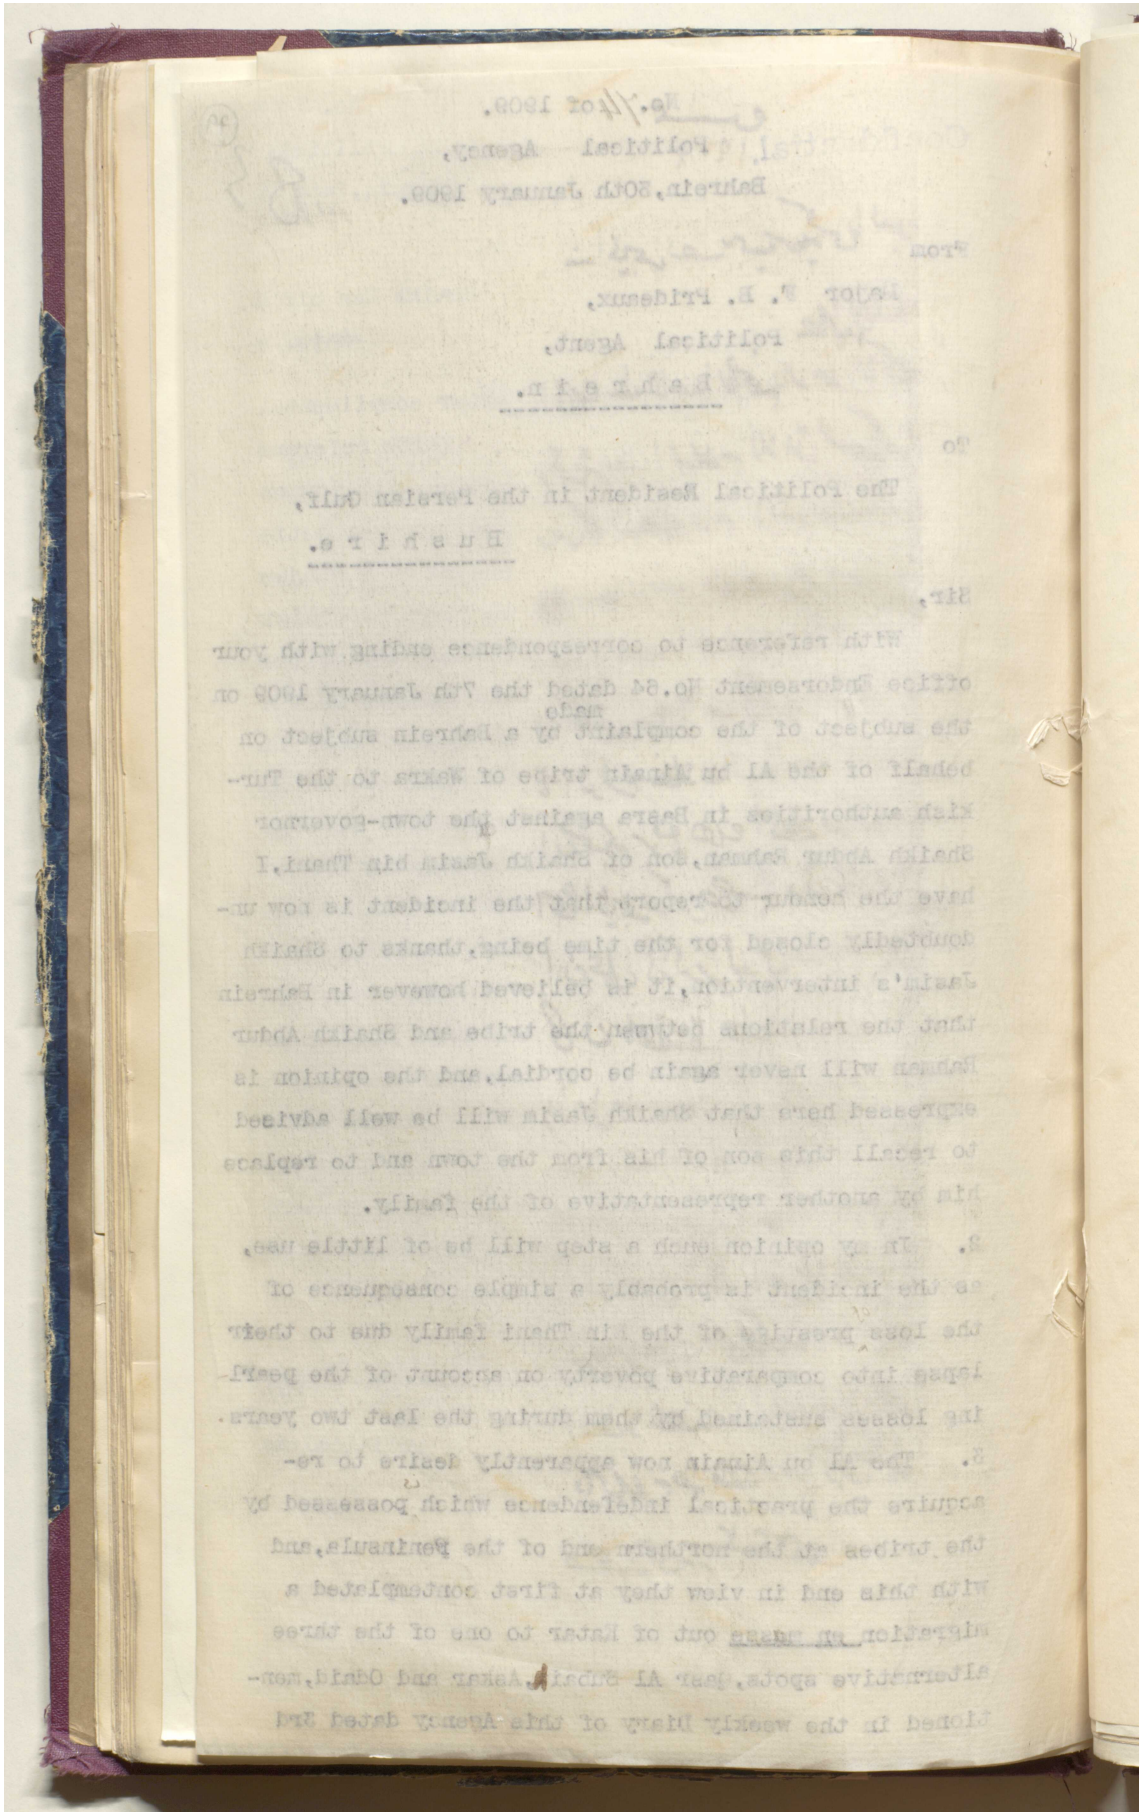 No. 74 of 1909.
Political Agency,
Bahrein, 30th January 1909.
From
Major F. B. Prideaux,
Political Agent,
Bahrein.
To
The Political Resident in the Persian Gulf,
Bushire.
Sir,
With reference to correspondence ending with your
office Endorsement No.64 dated the 7th January 1909 on
made
the subject of the complaint by a Bahrein subject on
behalf of the Al bu Ainain tribe of Wakra to the Tur-
kish authorities in Basra against the town-governor
Shaikh Abdur Rahman, son of Shaikh Jasim bin Thani, I
have the honour to report that the incident is now un-
doubtedly closed for the time being, thanks to Shaikh
Jasim's intervention, it is believed however in Bahrein
that the relations between the tribe and Shaikh Abdur
Rahman will never again be cordial, and the opinion is
expressed here that Shaikh Jasim will be well advised
to recall this son of his from the town and to replace
him by another representative of the family.
2. In my opinion such a step will be of little use,
as the incident is probably a simple consequence of
of
the loss prestige of the bin Thani family due to their
lapse into comparative poverty on account of the pearl-
ing losses sustained by them during the last two years.
3. The Al bu Ainain now apparently desire to re-
acquire the practical independence which possessed by
the tribes at the northern end of the Peninsula, and
with this end in view they at first contemplated a
migration en masse out of Katar to one of the three
alternative spots, Qasr Al Subaih, Askar and Odaid, men-
tioned in the weekly Diary of this Agency dated 3rd